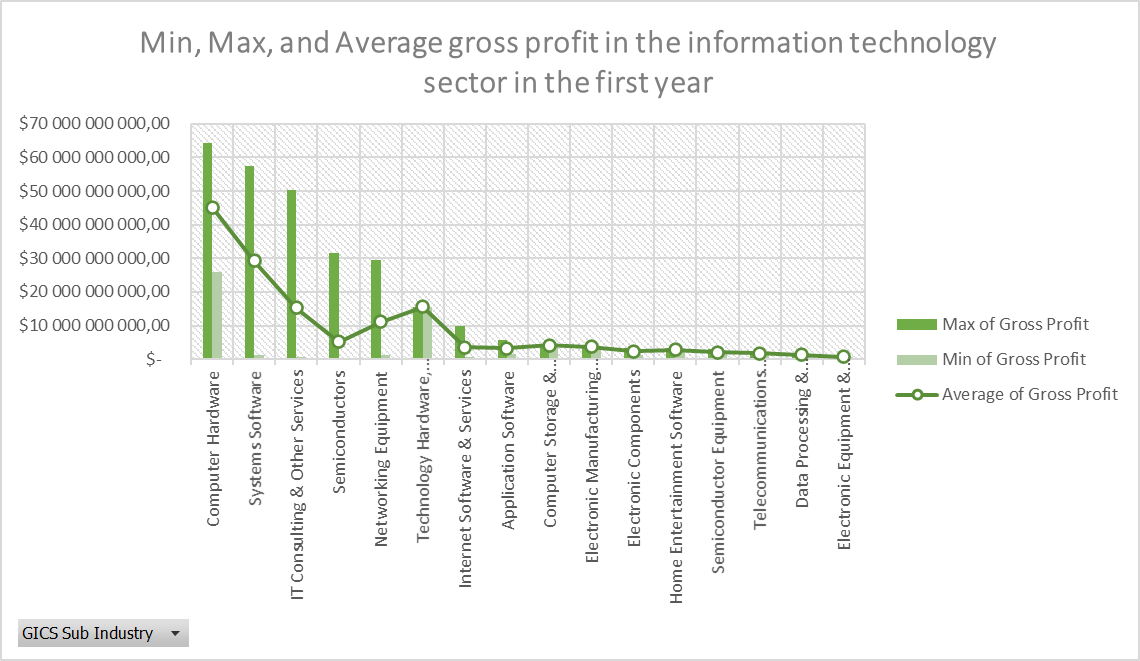 Min, Max, and Average gross profit in the information technology
sector in the first year
$70 000 000 000,00
$60 000 000 000,00
$50 000 000 000,00
$40 000 000 000,00
$30 000 000 000,00
$20 000 000 000,00
$10 000 000 000,00
$-
Computer Hardware
Systems Software
IT Consulting & Other Services
Semiconductors
Networking Equipment
Technology Hardware,…
Internet Software & Services
Application Software
Computer Storage &…
Electronic Manufacturing…
Electronic Components
Home Entertainment Software
Semiconductor Equipment
Telecommunications…
Data Processing &…
Electronic Equipment &…
Max of Gross Profit
Min of Gross Profit
Average of Gross Profit
GICS Sub Industry